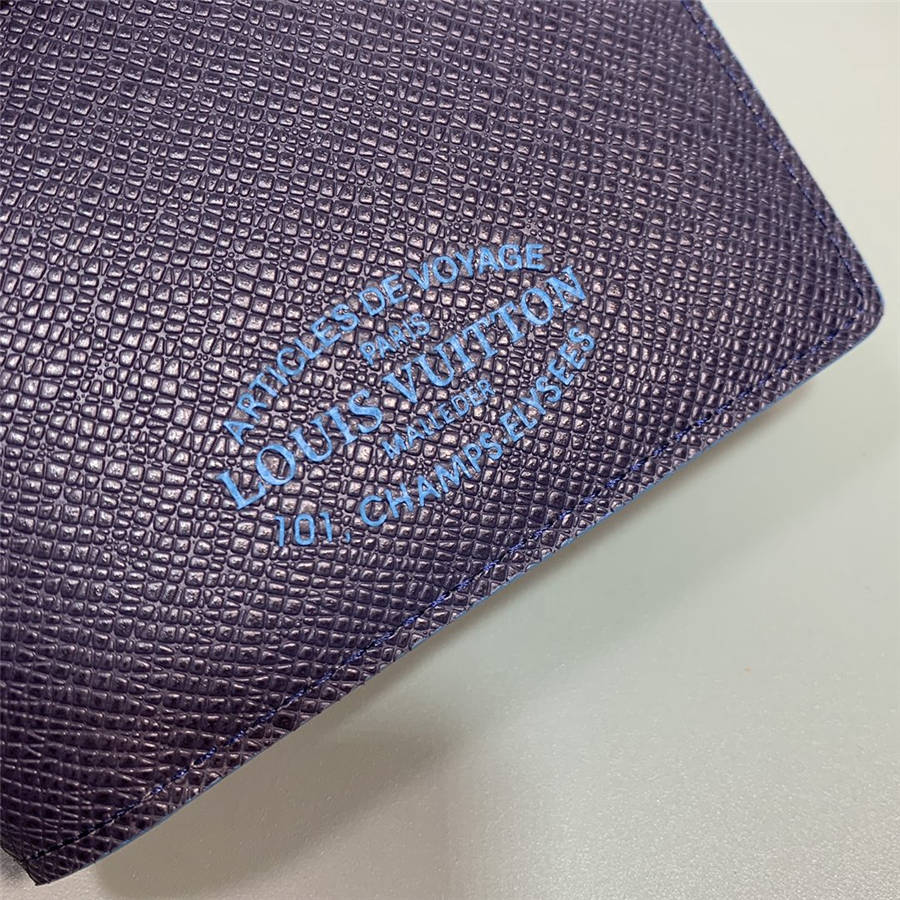 ARTICLES DE VOYAGE
PARIS
LOUIS VUITTON
MALLEDER
101, CHAMPS ELYSEES